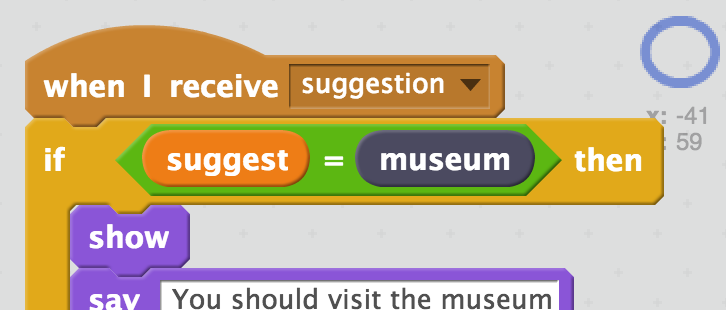 when I receive suggestion
x: -41
if suggest = museum then
: 59
show
say You should visit the museum